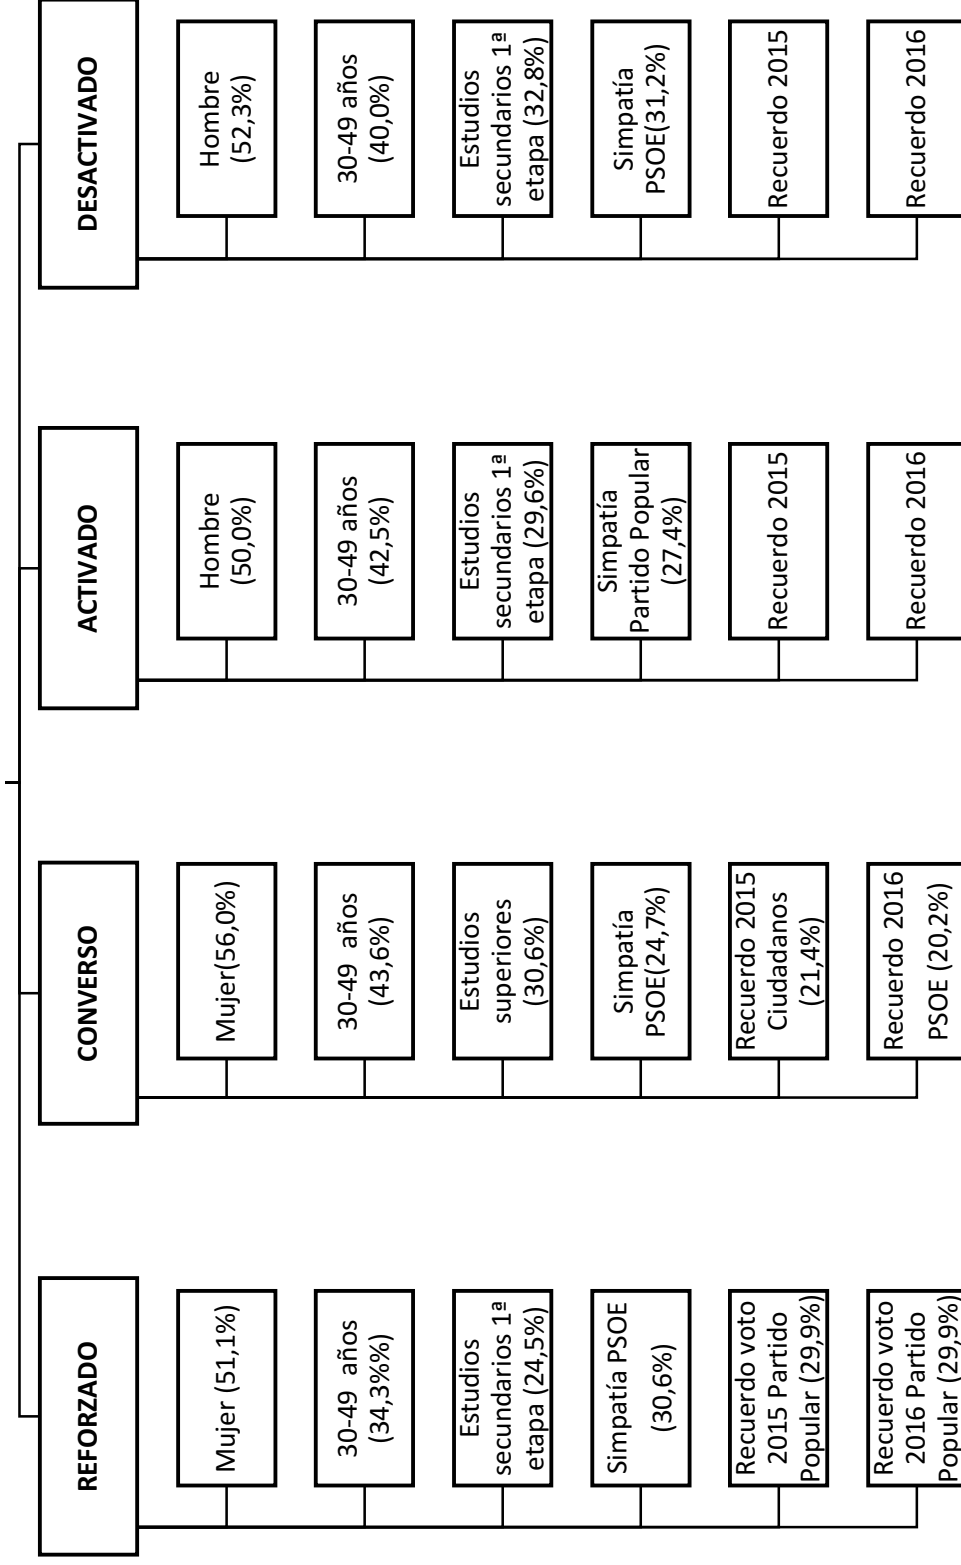 REFORZADO
Mujer (51,1%)
30-49 años
(34,3%%)
Estudios
secundarios 1ª
etapa (24,5%)
Simpatía PSOE
(30,6%)
Recuerdo voto
2015 Partido
Popular (29,9%)
Recuerdo voto
2016 Partido
Popular (29,9%)
CONVERSO
Mujer(56,0%)
30-49 años
(43,6%)
Estudios
superiores
(30,6%)
Simpatía
PSOE(24,7%)
Recuerdo 2015
Ciudadanos
(21,4%)
Recuerdo 2016
PSOE (20,2%)
ACTIVADO
Hombre
(50,0%)
30-49 años
(42,5%)
Estudios
secundarios 1ª
etapa (29,6%)
Simpatía
Partido Popular
(27,4%)
Recuerdo 2015
Recuerdo 2016
DESACTIVADO
Hombre
(52,3%)
30-49 años
(40,0%)
Estudios
secundarios 1ª
etapa (32,8%)
Simpatía
PSOE(31,2%)
Recuerdo 2015
Recuerdo 2016